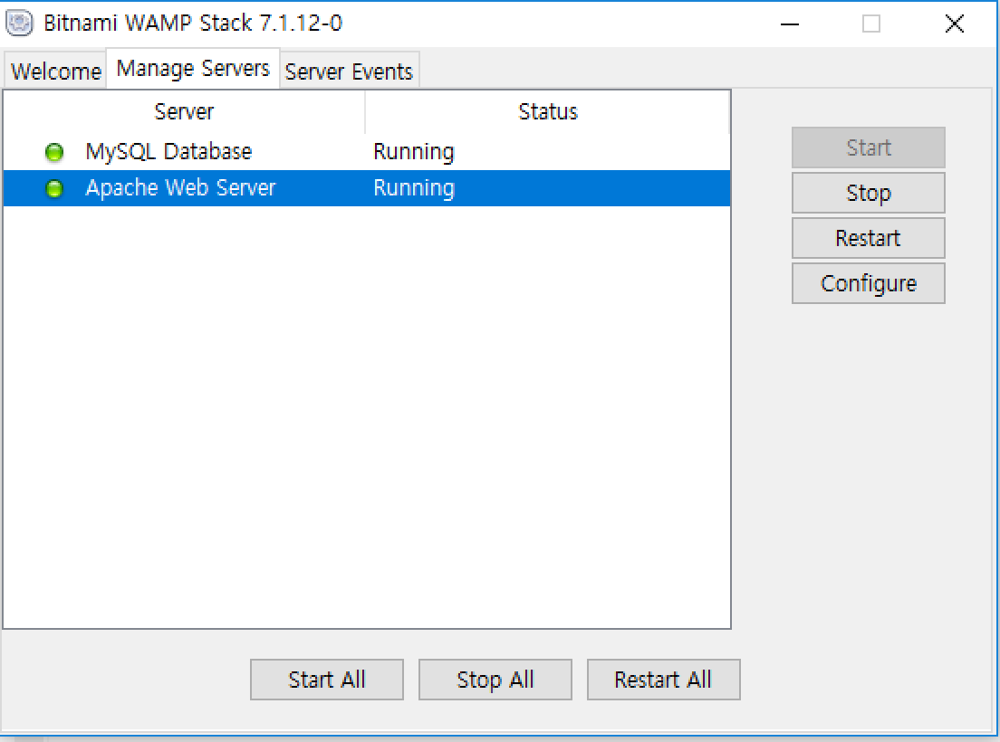 Bitnami WAMP Stack 7.1.12-0
Welcome Manage Servers Server Events
Server Status
MySQL Database Running
Apache Web Server Running
Start
Stop
Restart
Configure
Start All Stop All Restart All